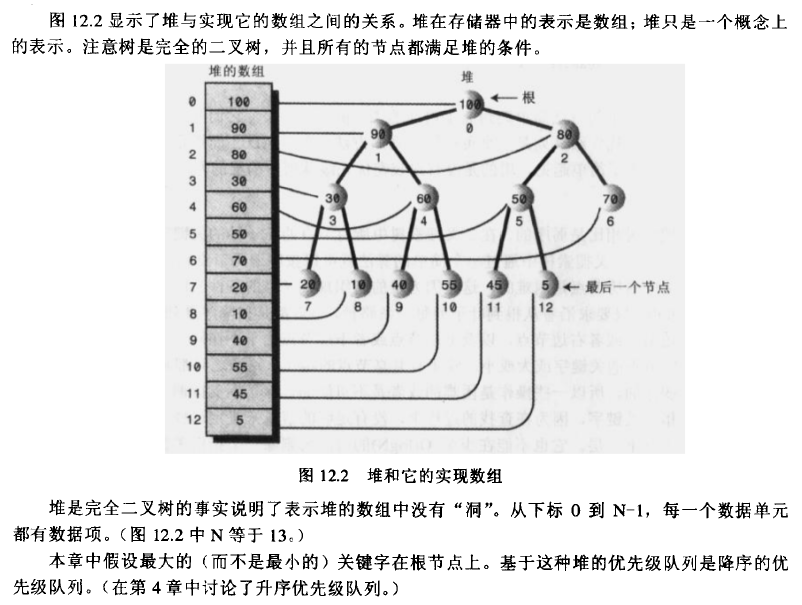 图 12.2 显示了堆与实现它的数组之间的关系。堆在存储器中的表示是数组；堆只是一个概念上
的表示。注意树是完全的二叉树，并且所有的节点都满足堆的条件。
堆的数组
堆
0 100
1 90
2 80
3 30
4 60
5 50
6 70
7 20
8 10
9 40
10 55
11 45
12 5
100 根
0
90 80
1 2
30 60 50 70
3 4 5 6
20 10 40 55 45 5 最后一个节点
7 8 9 10 11 12
图 12.2 堆和它的实现数组
堆是完全二叉树的事实说明了表示堆的数组中没有“洞”。从下标 0 到 N-1，每一个数据单元
都有数据项。（图 12.2 中 N 等于 13。）
本章中假设最大的（而不是最小的）关键字在根节点上。基于这种堆的优先级队列是降序的优
先级队列。（在第 4 章中讨论了升序优先级队列。）